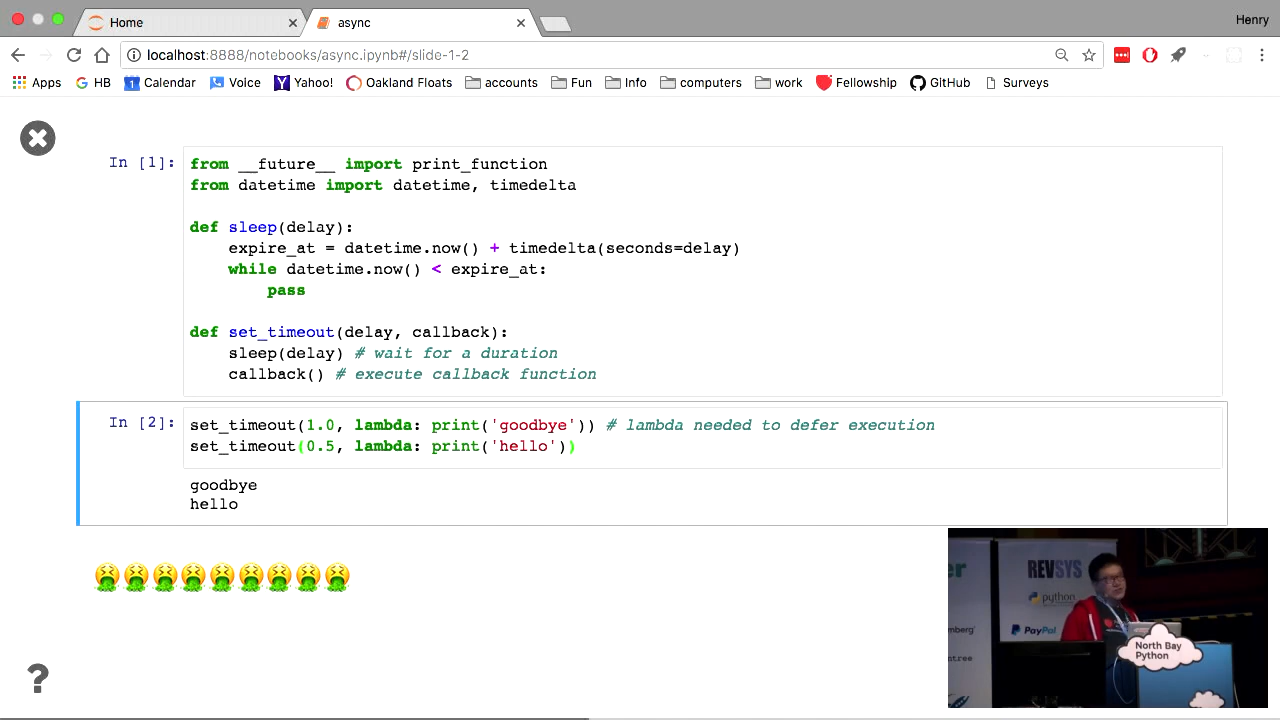 Home
async
Henry
localhost:8888/notebooks/async.ipynb#/slide-1-2
Apps
HB
Calendar
Voice
Yahoo!
Oakland Floats
accounts
Fun
Info
computers
work
Fellowship
GitHub
Surveys
In [1]:
from __future__ import print_function
from datetime import datetime, timedelta
def sleep(delay):
    expire_at = datetime.now() + timedelta(seconds=delay)
    while datetime.now() < expire_at:
        pass
def set_timeout(delay, callback):
    sleep(delay) # wait for a duration
    callback() # execute callback function
In [2]:
set_timeout(1.0, lambda: print('goodbye')) # lambda needed to defer execution
set_timeout(0.5, lambda: print('hello'))
goodbye
hello
REVSYS
python
PayPal
North Bay
Python
?